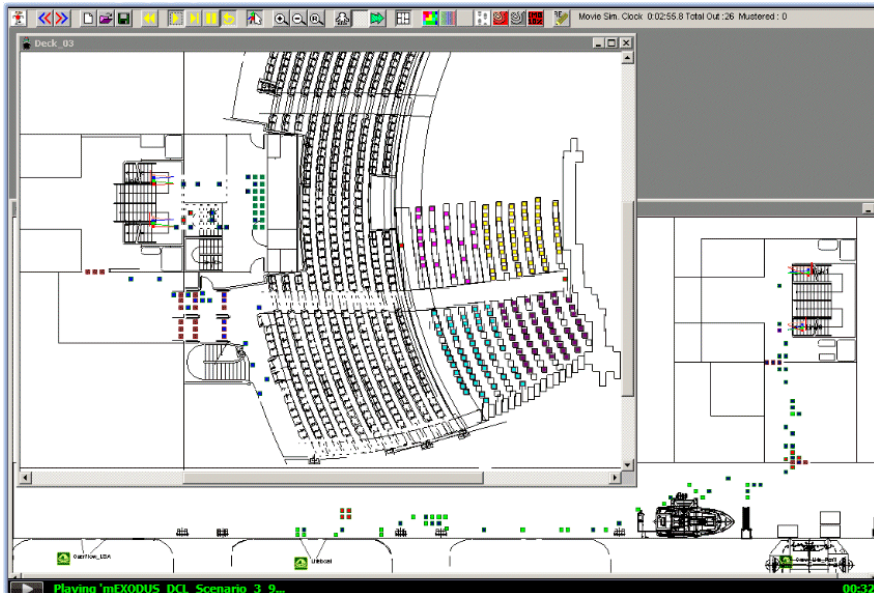 Movie Sim. Clock 0:02:55.8 Total Out :26 Mustered : 0
Deck_03
Playing 'mEXODUS_DCL_Scenario_3_9...
00:32